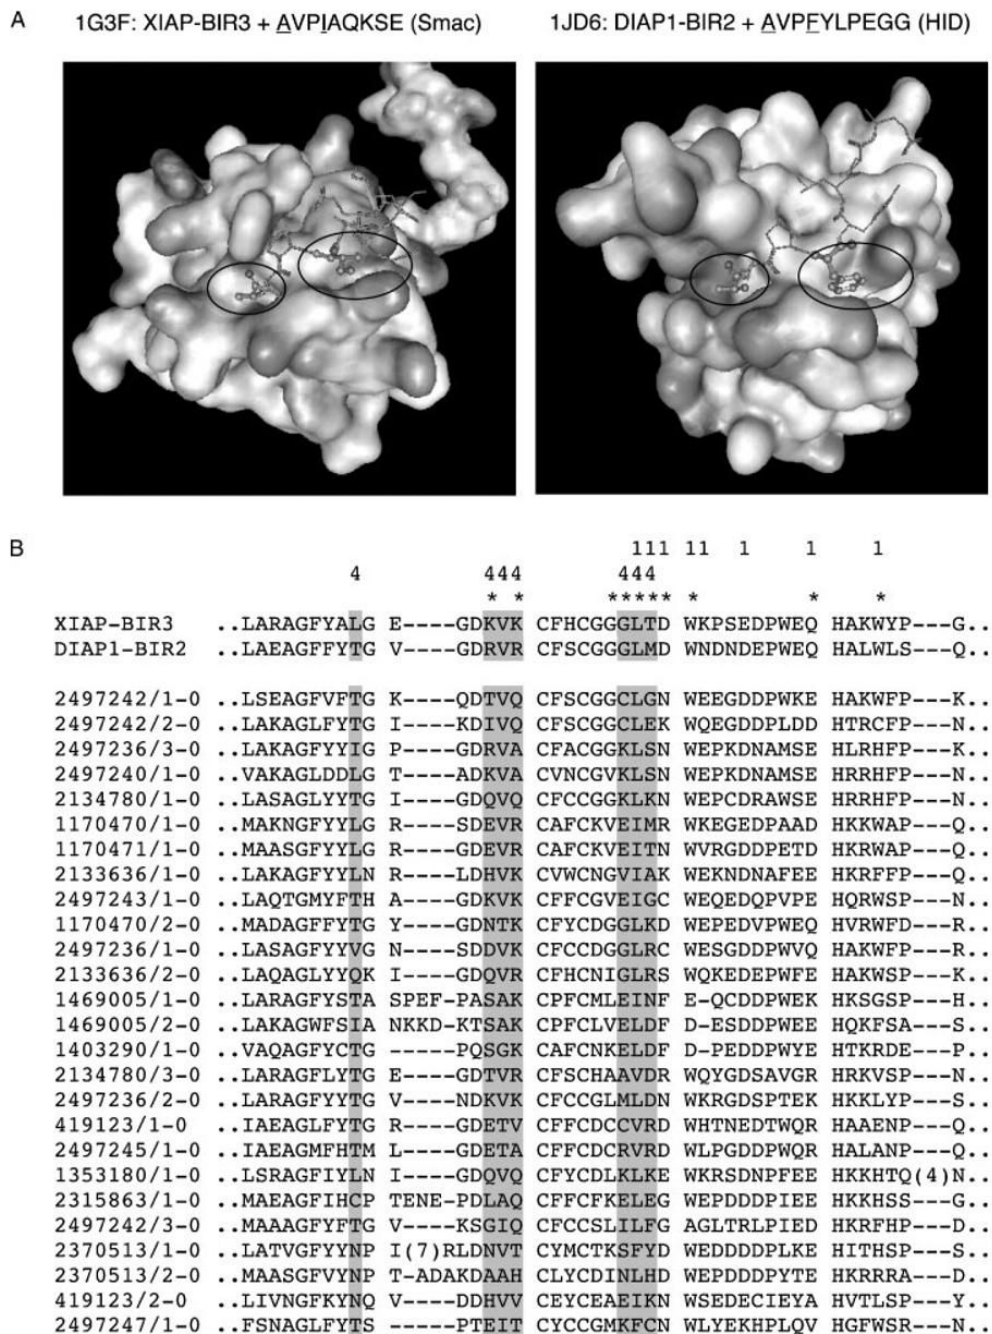 A
1G3F: XIAP-BIR3 + AVPIAQKSE (Smac) 1JD6: DIAP1-BIR2 + AVPFYLPEGG (HID)
B
111 11 1 1 1
4 444 444
* * ***** * * *
XIAP-BIR3 ..LARAGFYALG E----GDKVK CFHCGGGLTD WKPSEDPWEQ HAKWYP---G..
DIAP1-BIR2 ..LAEAGFFYTG V----GDRVR CFSCGGGLMD WNDNDEPWEQ HALWLS---Q..
2497242/1-0 ..LSEAGFVFTG K----QDTVQ CFSCGGCLGN WEEGDDPWKE HAKWFP---K..
2497242/2-0 ..LAKAGFYYTG I----KDIVQ CFSCGGCLEK WQEGDDPLDD HTRCFP---N..
2497236/3-0 ..LAKAGFYYIG P----GDRVA CFACGGKLSN WEPKDNAMSE HLRHFP---K..
2497240/1-0 ..VAKAGLDDLG T----ADKVA CVNCGVKLSN WEPKDNAMSE HRRHFP---N..
2134780/1-0 ..LASAGLYYTG I----GDQVQ CFCCGGKLKN WEPCDRAWSE HRRHFP---N..
1170470/1-0 ..MAKNGFYYLG R----SDEVR CAFCKVEIMR WKEGEDPAAD HKKWAP---Q..
1170471/1-0 ..MAASGFYYLG R----GDEVR CAFCKVEITN WVRGDDPETD HKRWAP---Q..
2133636/1-0 ..LAKAGFYYLN R----LDHVK CVWCNGVIAK WEKNDNAFEE HKRFFP---Q..
2497243/1-0 ..LAQTGMYFTH A----GDKVK CFFCGVEIGC WEQEDQPVPE HQRWSP---N..
1170470/2-0 ..MADAGFFYTG Y----GDNTK CFYCDGGLKD WEPEDVPWEQ HVRWFD---R..
2497236/1-0 ..LASAGFYYVG N----SDDVK CFCCDGGLRC WESGDDPWVQ HAKWFP---R..
2133636/2-0 ..LAQAGLYYQK I----GDQVR CFHCNIGLRS WQKEDEPWFE HAKWSP---K..
1469005/1-0 ..LARAGFYSTA SPEF-PASAK CPFCMLEINF E-QCDDPWEK HKSGSP---H..
1469005/2-0 ..LAKAGWFSIA NKKD-KTSAK CPFCLVELDF D-ESDDPWEE HQKFSA---S..
1403290/1-0 ..VAQAGFYCTG -----PQSGK CAFCNKELDF D-PEDDPWYE HTKRDE---P..
2134780/3-0 ..LARAGFLYTG E----GDTVR CFSCHAAVDR WQYGDSAVGR HRKVSP---N..
2497236/2-0 ..LARAGFYYTG V----NDKVK CFCCGLMLDN WKRGDSPTEK HKKLYP---S..
419123/1-0 ..IAEAGLFYTG R----GDETV CFFCDCCVRD WHTNEDTWQR HAAENP---Q..
2497245/1-0 ..IAEAGMFHTM L----GDETA CFFCDCRVRD WLPGDDPWQR HALANP---Q..
1353180/1-0 ..LSRAGFIYLN I----GDQVQ CFYCDLKLKE WKRSDNPFEE HKKHTQ(4)N..
2315863/1-0 ..MAEAGFIHCP TENE-PDLAQ CFFCFKELEG WEPDDDPIEE HKKHSS---G..
2497242/3-0 ..MAAAGFYFTG V----KSGIQ CFCCSLILFG AGLTRLPIED HKRFHP---D..
2370513/1-0 ..LATVGFYYNP I(7)RLDNVT CYMCTKSFYD WEDDDDPLKE HITHSP---S..
2370513/2-0 ..MAASGFVYNP T-ADAKDAAH CLYCDINLHD WEPDDDPYTE HKRRRA---D..
419123/2-0 ..LIVNGFKYNQ V----DDHVV CEYCEAEIKN WSEDECIEYA HVTLSP---Y..
2497247/1-0 ..FSNAGLFYTS -----PTEIT CYCCGMKFCN WLYEKHPLQV HGFWSR---N..